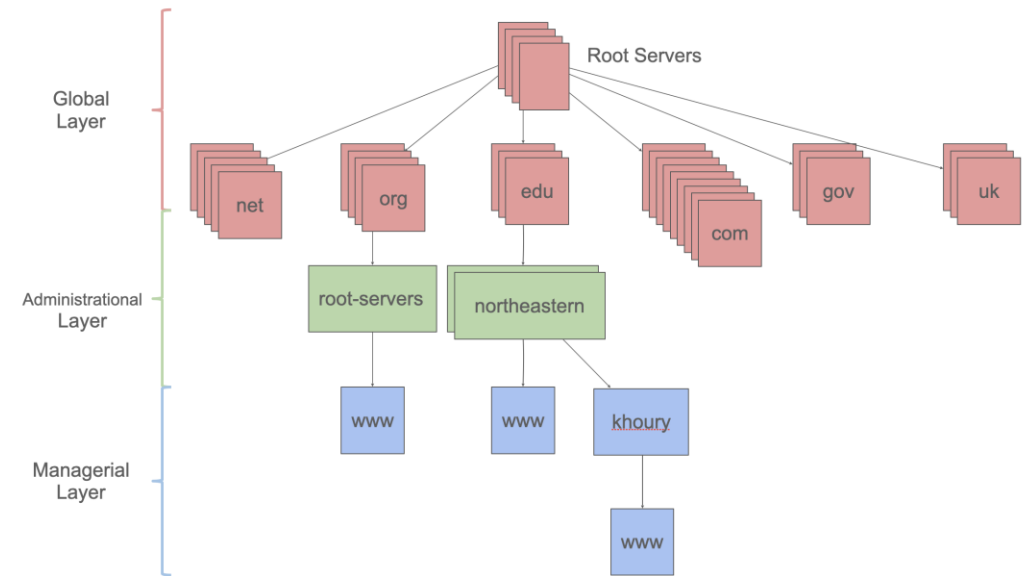 Root Servers
Global
Layer
net
org
edu
com
gov
uk
Administrational
Layer
root-servers
northeastern
www
www
khoury
Managerial
Layer
www